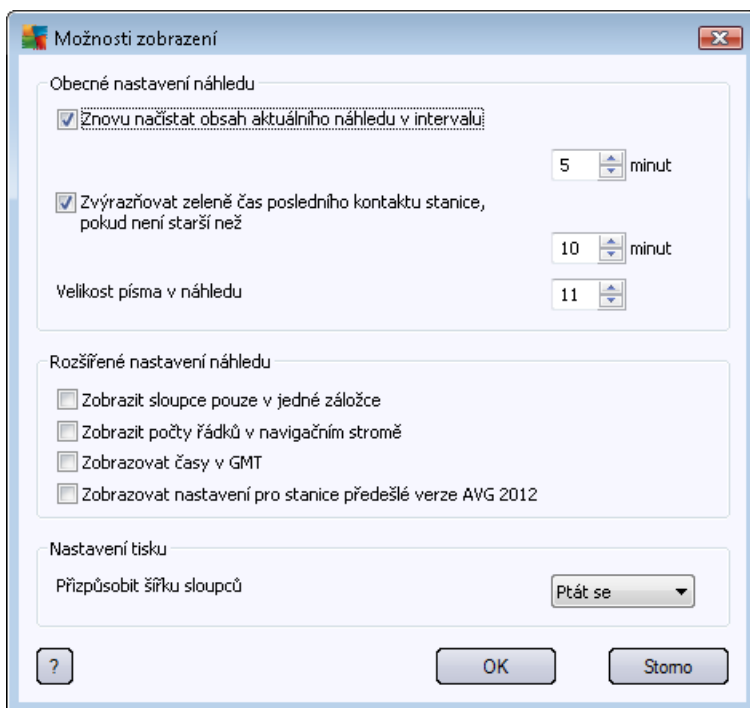 Možnosti zobrazení
Obecné nastavení náhledu
Znovu načístat obsah aktuálního náhledu v intervalu
5 minut
Zvýrazňovat zeleně čas posledního kontaktu stanice,
pokud není starší než
10 minut
Velikost písma v náhledu 11
Rozšířené nastavení náhledu
Zobrazit sloupce pouze v jedné záložce
Zobrazit počty řádků v navigačním stromě
Zobrazovat časy v GMT
Zobrazovat nastavení pro stanice předešlé verze AVG 2012
Nastavení tisku
Přizpůsobit šířku sloupců Ptát se
? OK Storno